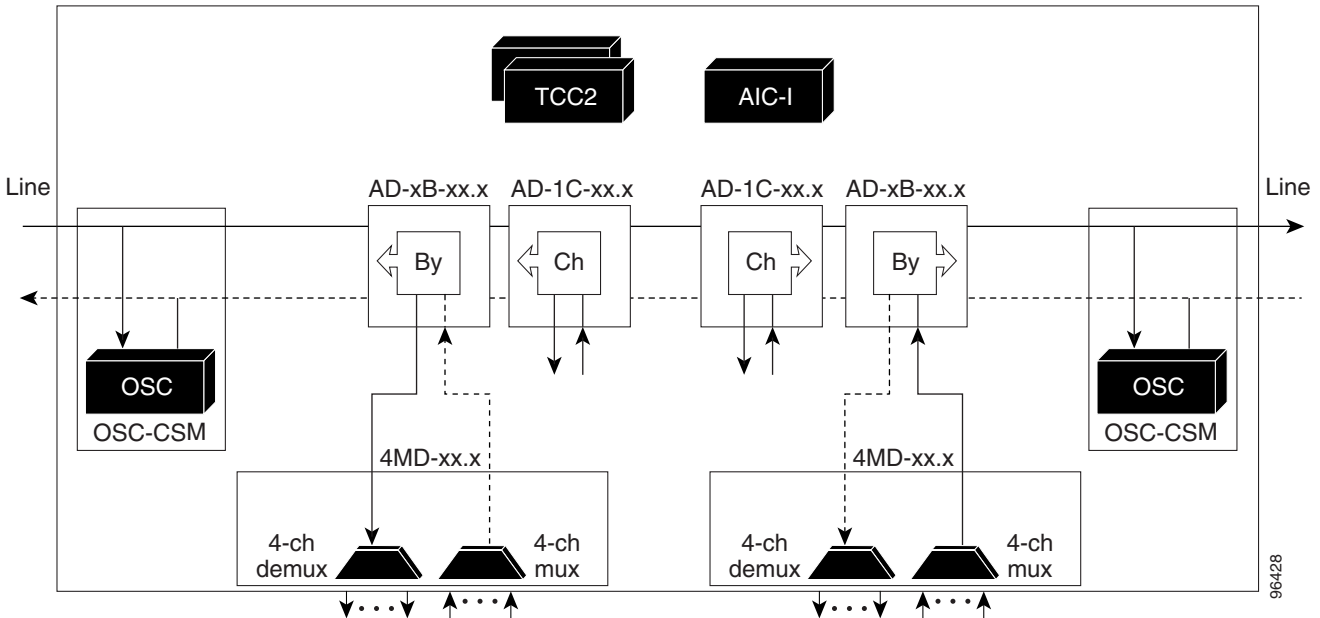 TCC2
AIC-I
Line
AD-xB-xx.x
AD-1C-xx.x
AD-1C-xx.x
AD-xB-xx.x
Line
By
Ch
Ch
By
OSC
OSC
OSC-CSM
OSC-CSM
4MD-xx.x
4MD-xx.x
4-ch
demux
4-ch
mux
4-ch
demux
4-ch
mux
96428